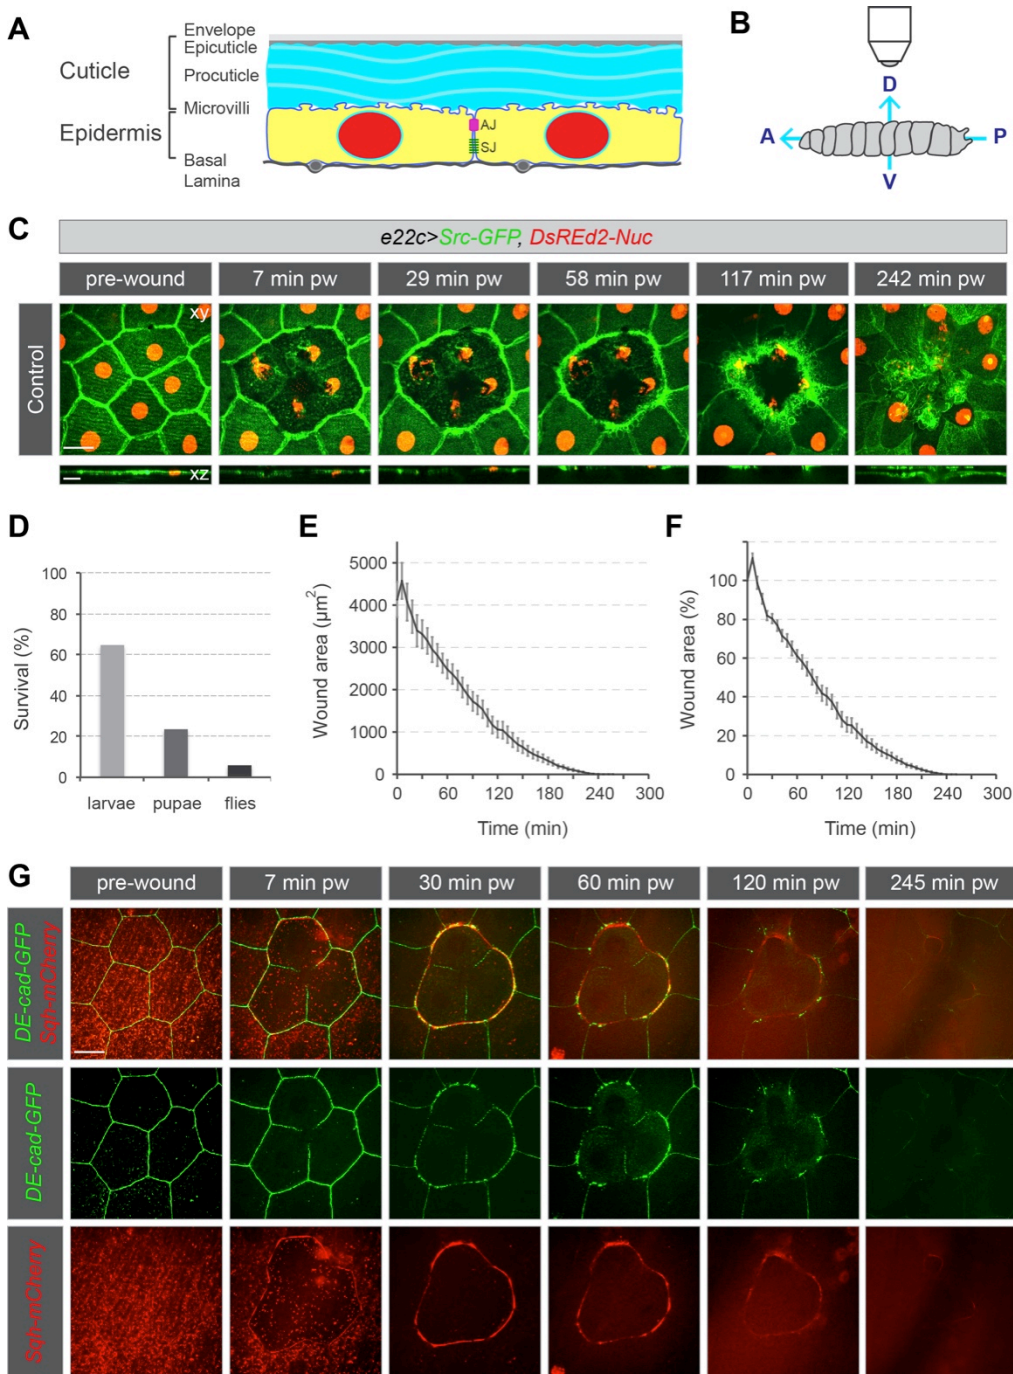 A
Envelope
Epicuticle
Cuticle
Procuticle
Microvilli
Epidermis
AJ
SJ
Basal
Lamina
B
D
A
P
V
C
e22c>Src-GFP, DsREd2-Nuc
pre-wound
7 min pw
29 min pw
58 min pw
117 min pw
242 min pw
Control
xy
xz
D
Survival (%)
100
80
60
40
20
0
larvae
pupae
flies
E
Wound area (µm²)
5000
4000
3000
2000
1000
0
0 60 120 180 240 300
Time (min)
F
Wound area (%)
100
80
60
40
20
0
0 60 120 180 240 300
Time (min)
G
pre-wound
7 min pw
30 min pw
60 min pw
120 min pw
245 min pw
DE-cad-GFP
Sqh-mCherry
DE-cad-GFP
Sqh-mCherry